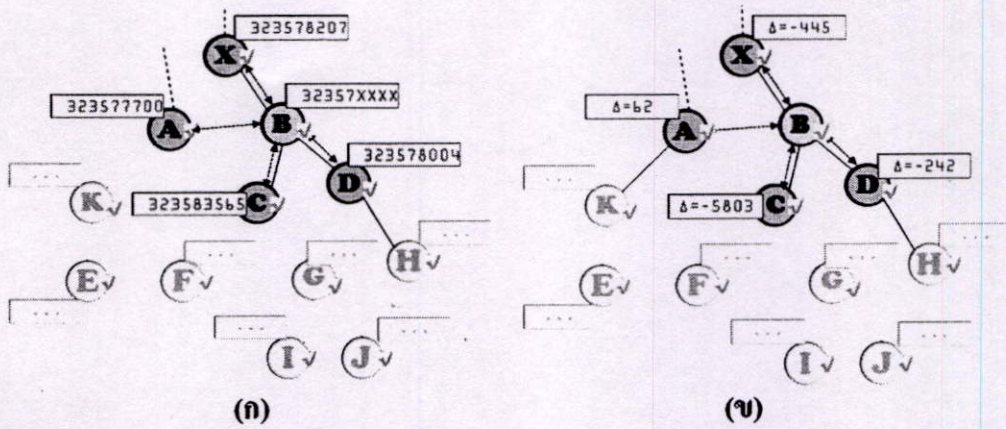 323578207
X
323577700
A
32357XXXX
B
323578004
D
323583565
C
...
K
...
H
...
E
...
F
...
G
...
I
...
J
(ก)
Δ=-445
X
Δ=62
A
B
Δ=-242
D
Δ=-5803
C
...
K
...
H
...
E
...
F
...
G
...
I
...
J
(ข)